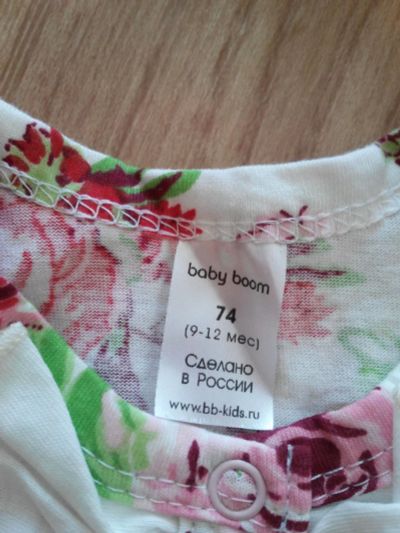 baby boom
74
(9-12 мес)
Сделано
в России
www.bb-kids.ru